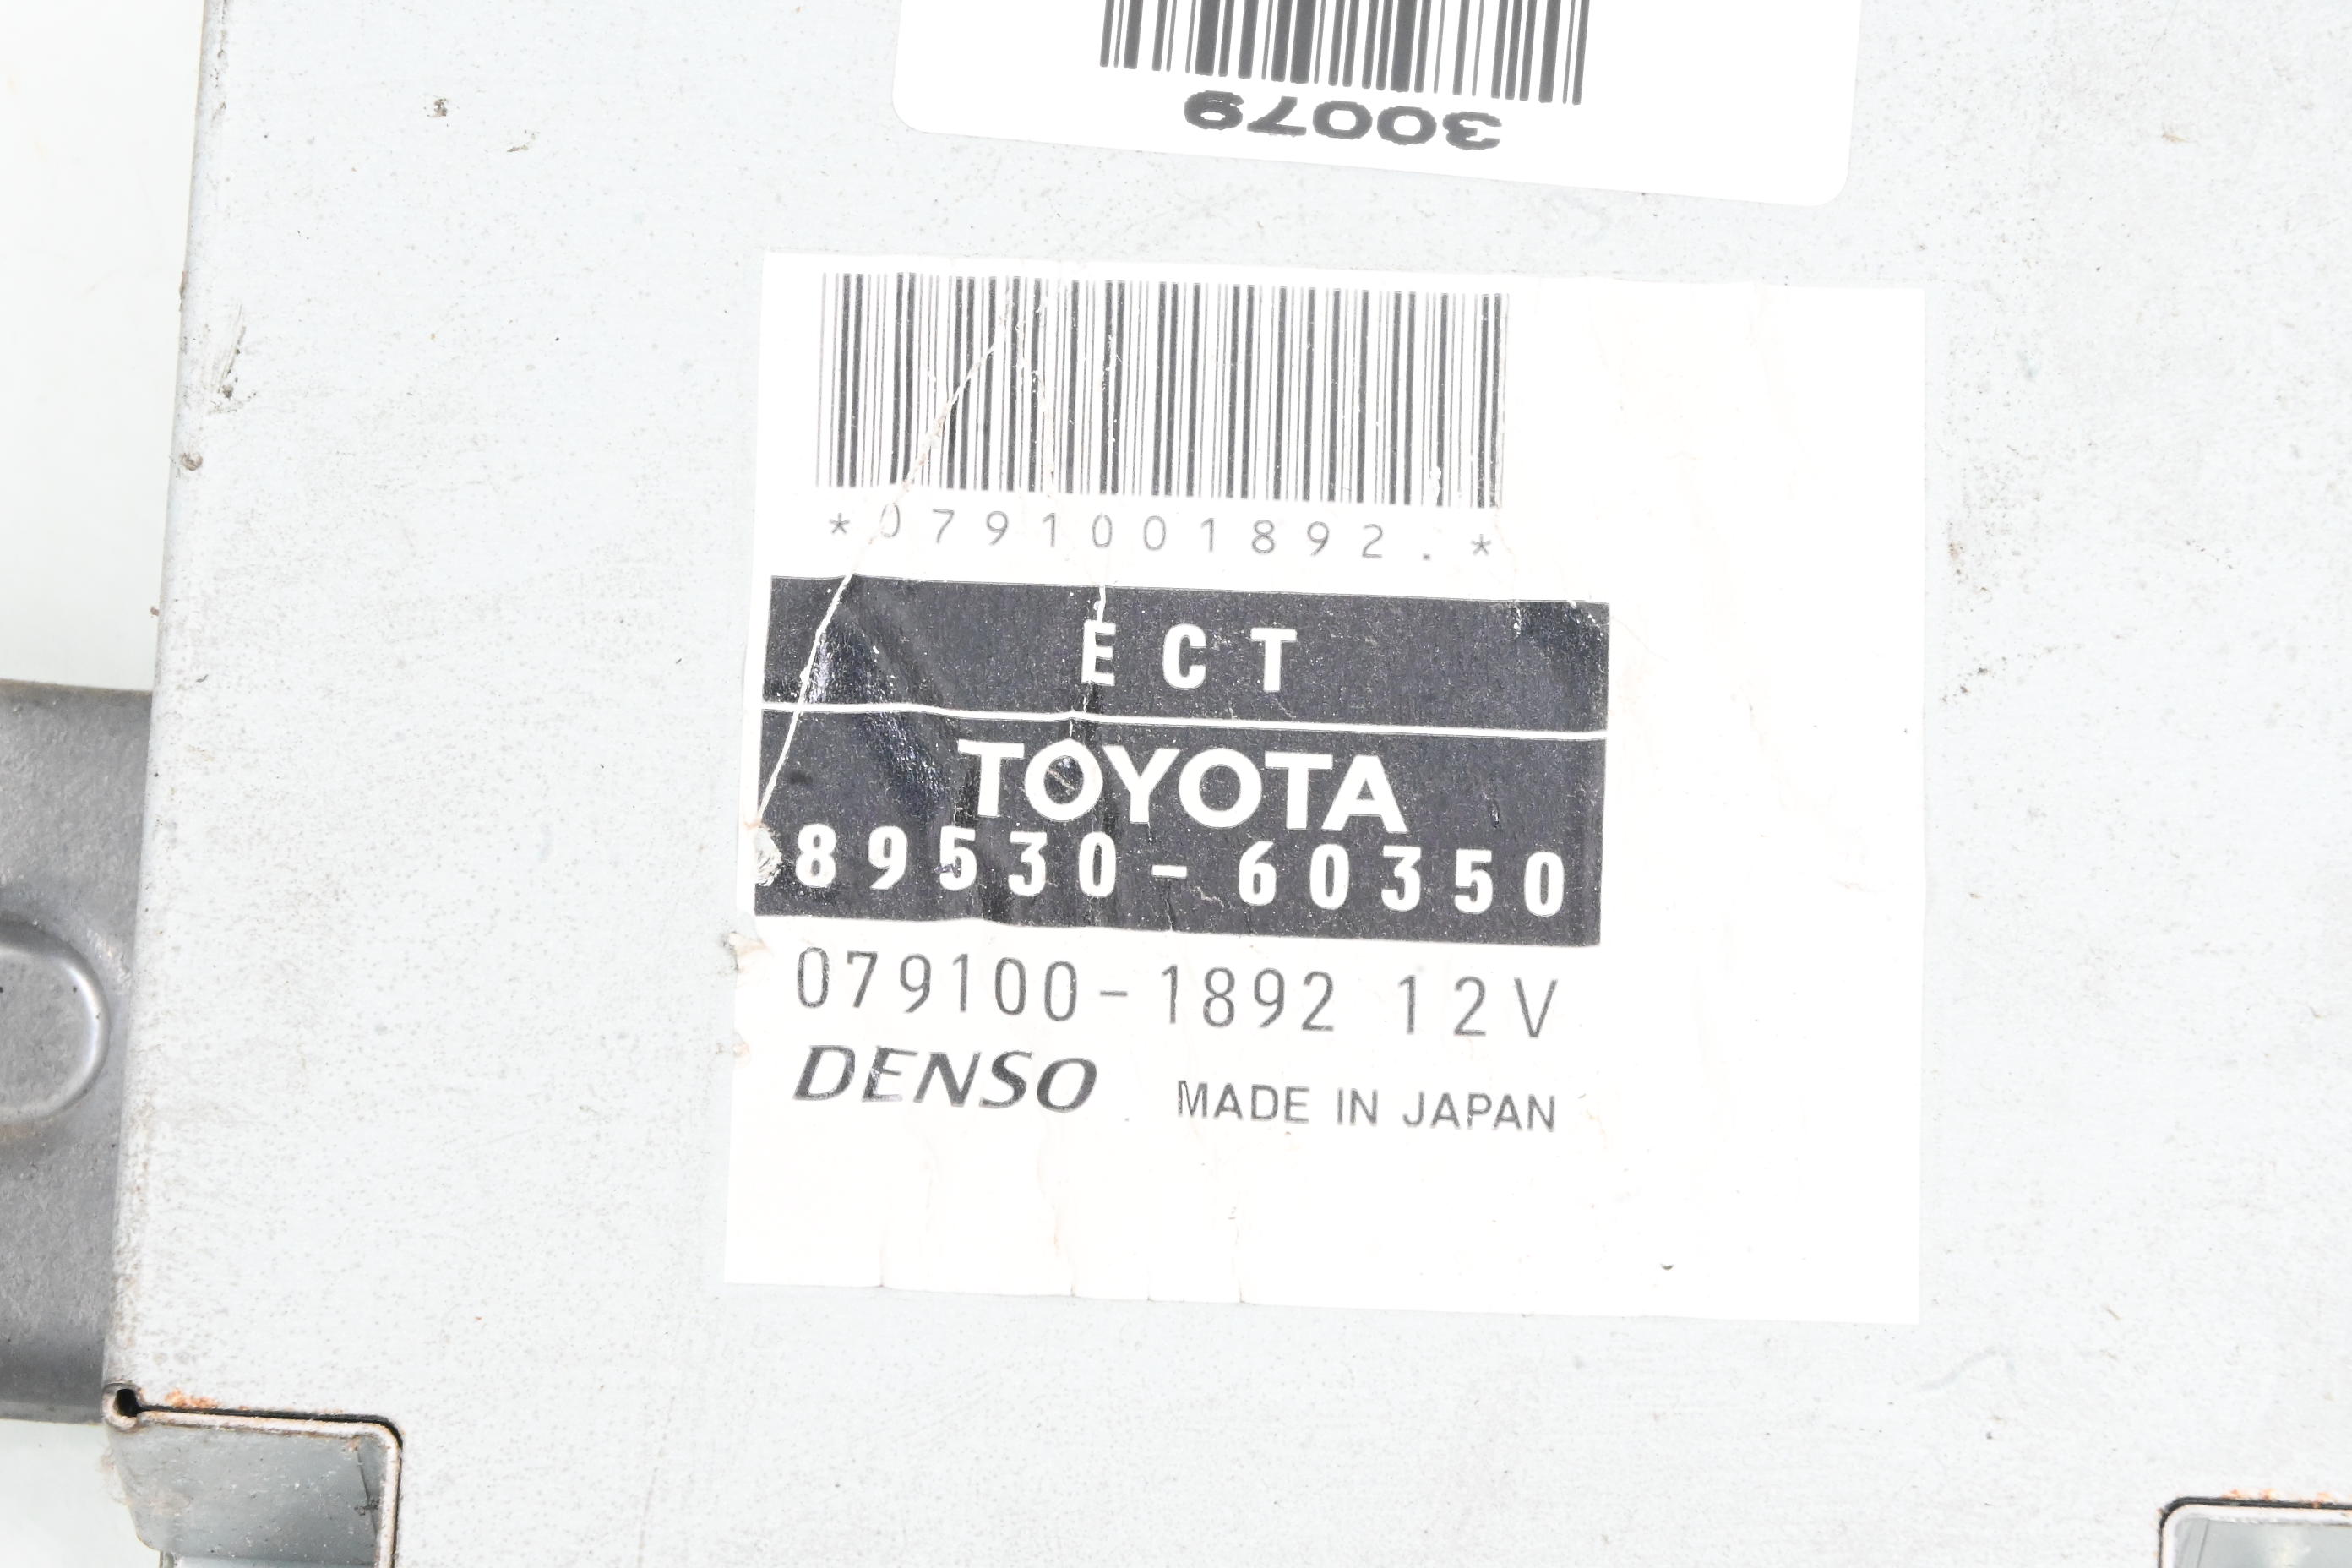 30079
*0791001892.*
ECT
TOYOTA
89530-60350
079100-1892 12V
DENSO MADE IN JAPAN